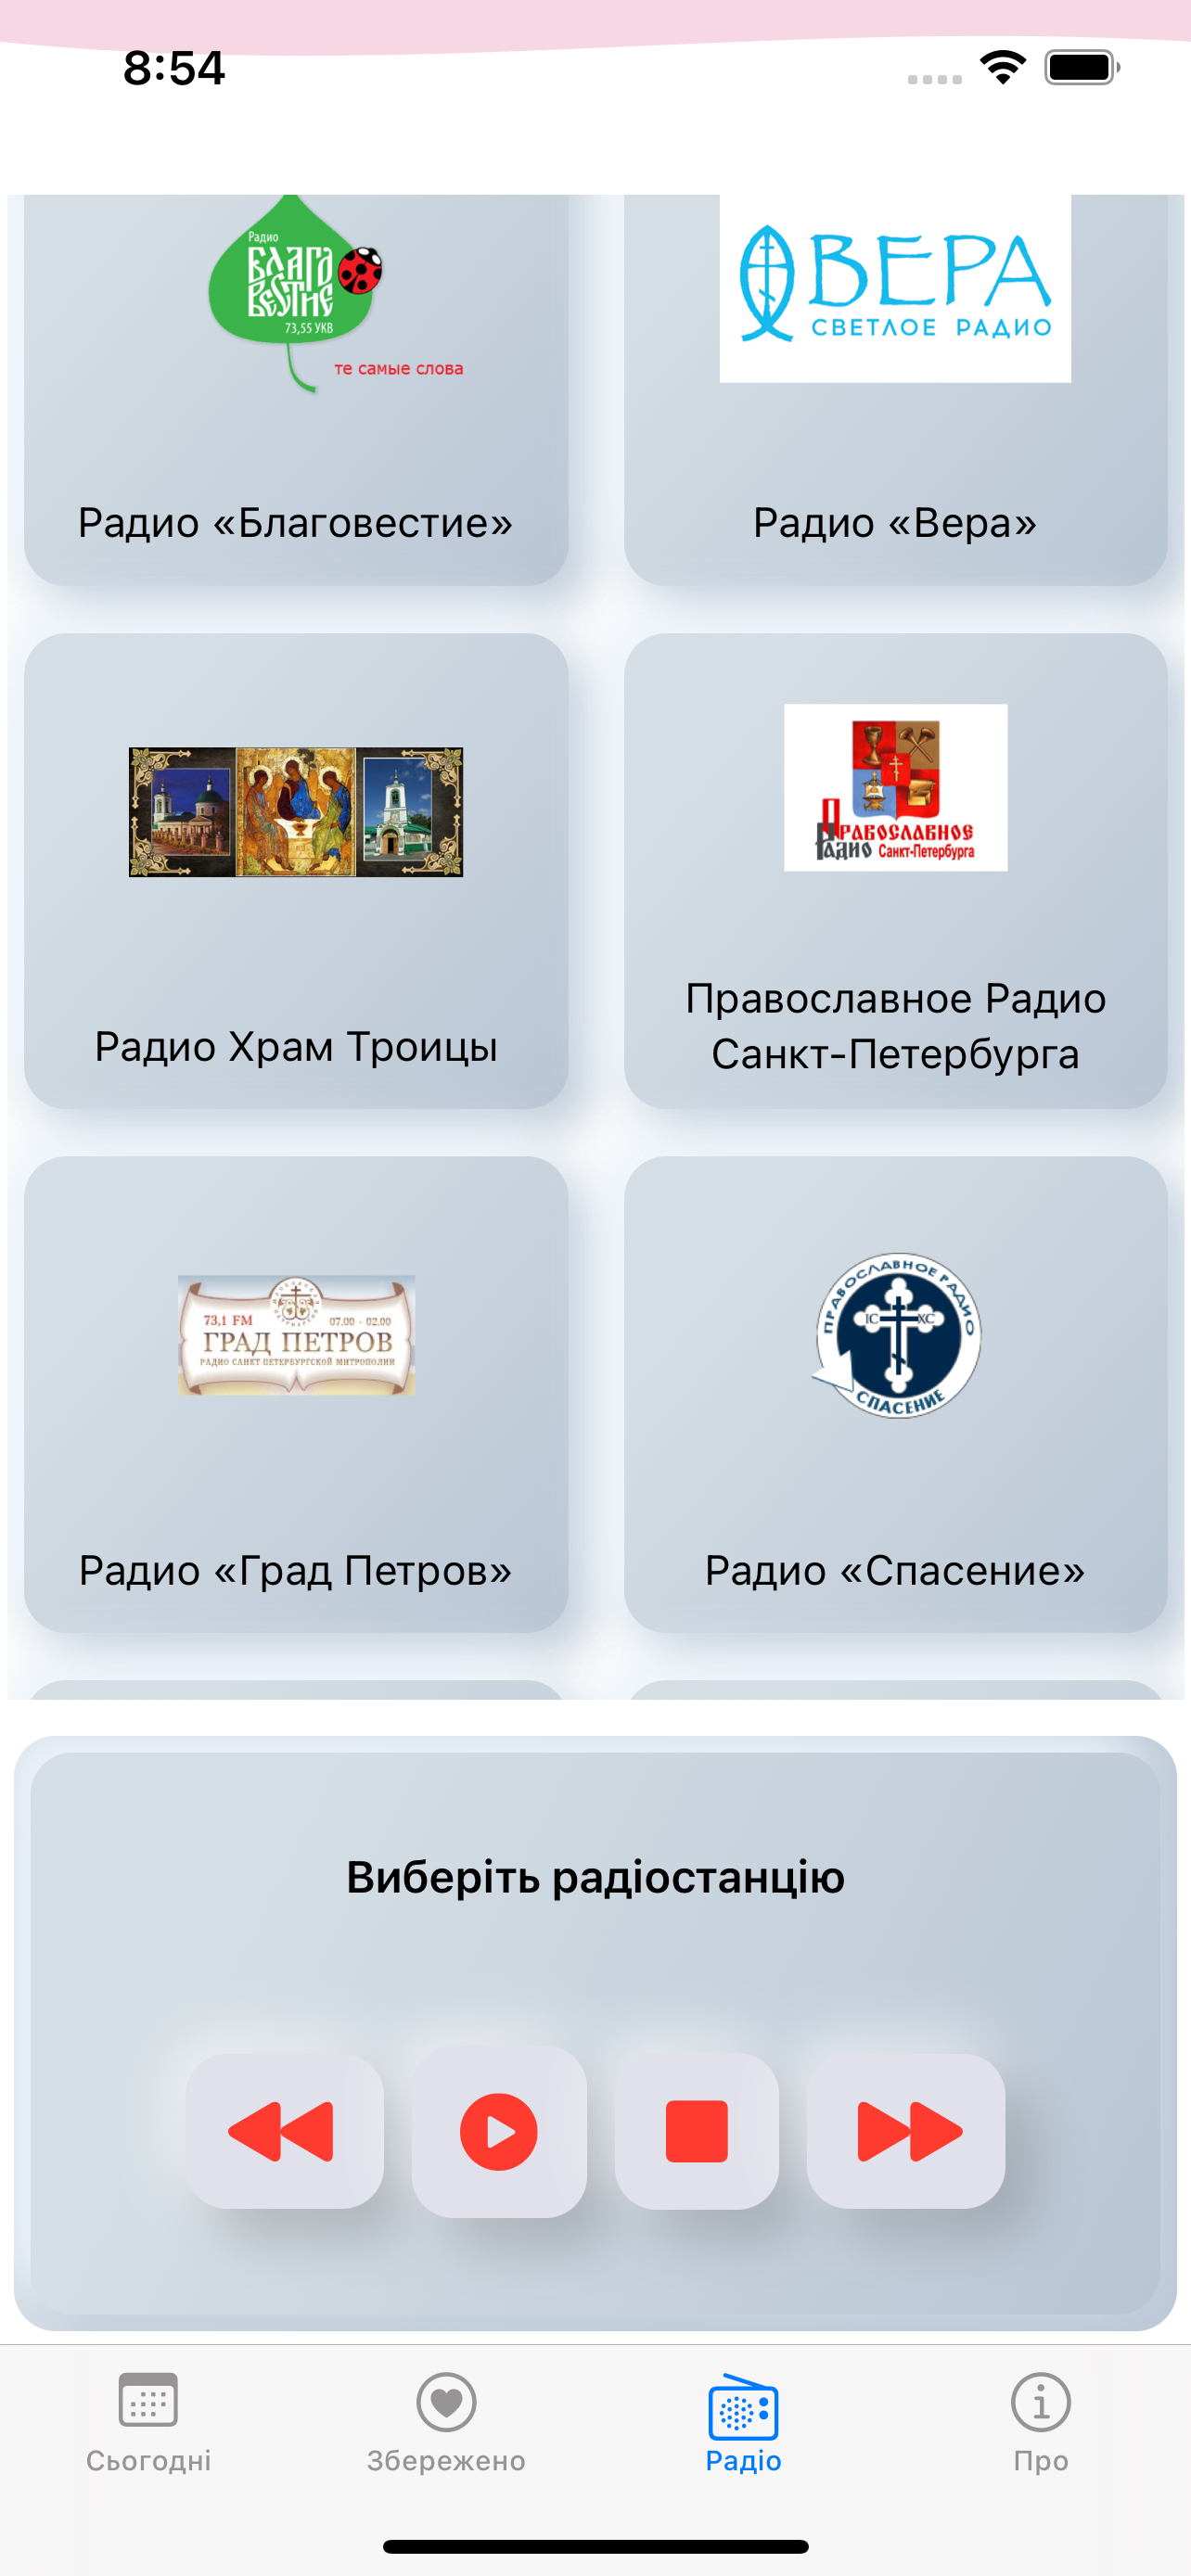 8:54
Радио
БЛАГО
ВЕСТИЕ
73,55 УКВ
те самые слова
ВЕРА
СВЕТЛОЕ РАДИО
Радио «Благовестие»
Радио «Вера»
ПРАВОСЛАВНОЕ
РАДИО Санкт-Петербурга
Радио Храм Троицы
Православное Радио
Санкт-Петербурга
73,1 FM
07.00 - 02.00
ГРАД ПЕТРОВ
РАДИО САНКТ-ПЕТЕРБУРГСКОЙ МИТРОПОЛИИ
ПРАВОСЛАВНОЕ РАДИО
IC XC
СПАСЕНИЕ
Радио «Град Петров»
Радио «Спасение»
Виберіть радіостанцію
Сьогодні
Збережено
Радіо
Про